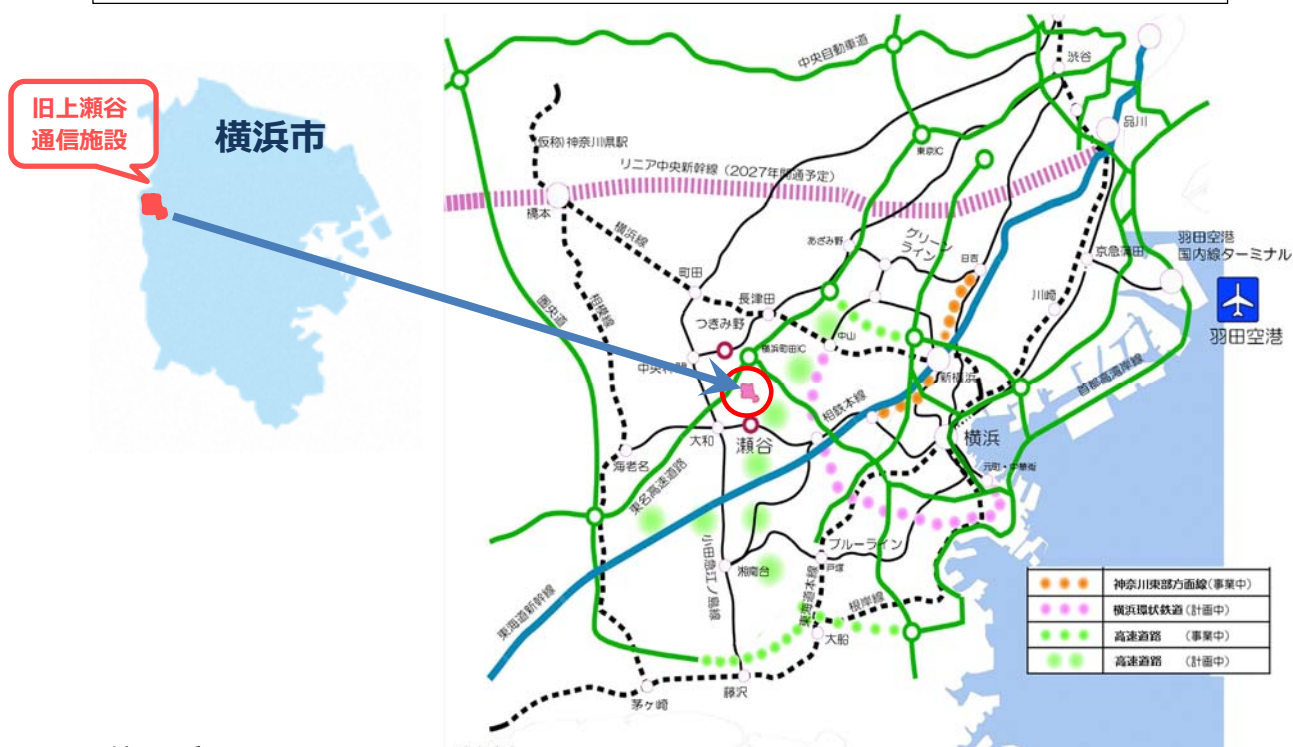 旧上瀬谷
通信施設
横浜市
中央自動車道
渋谷
品川
(仮称)神奈川県駅
東京IC
リニア中央新幹線（2027年開通予定）
橋本
横浜線
あざみ野
グリーン
ライン
日吉
京急蒲田
羽田空港
国内線ターミナル
羽田空港
町田
長津田
川崎
圏央道
相模線
つきみ野
横浜町田IC
中山
中央林間
新横浜
首都高湾岸線
相鉄本線
大和
瀬谷
横浜
海老名
東名高速道路
元町・中華街
ブルーライン
戸塚
小田急江ノ島線
湘南台
東海道本線
根岸線
東海道新幹線
大船
藤沢
茅ヶ崎
神奈川東部方面線(事業中)
横浜環状鉄道(計画中)
高速道路　(事業中)
高速道路　(計画中)